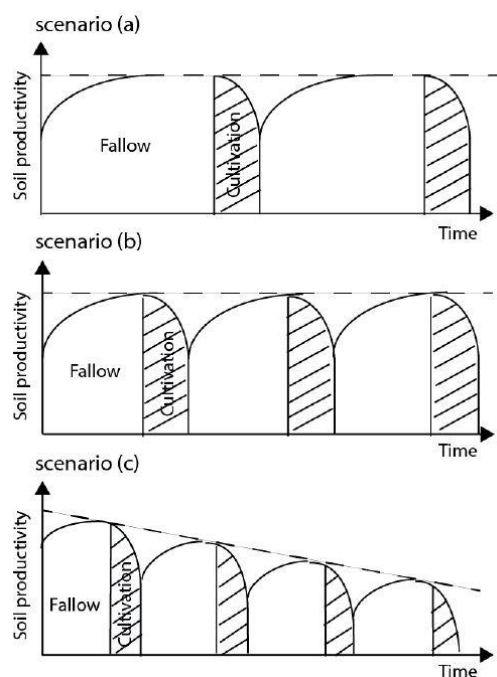 scenario (a)
Soil productivity
Fallow
Cultivation
Time
scenario (b)
Soil productivity
Fallow
Cultivation
Time
scenario (c)
Soil productivity
Fallow
Cultivation
Time